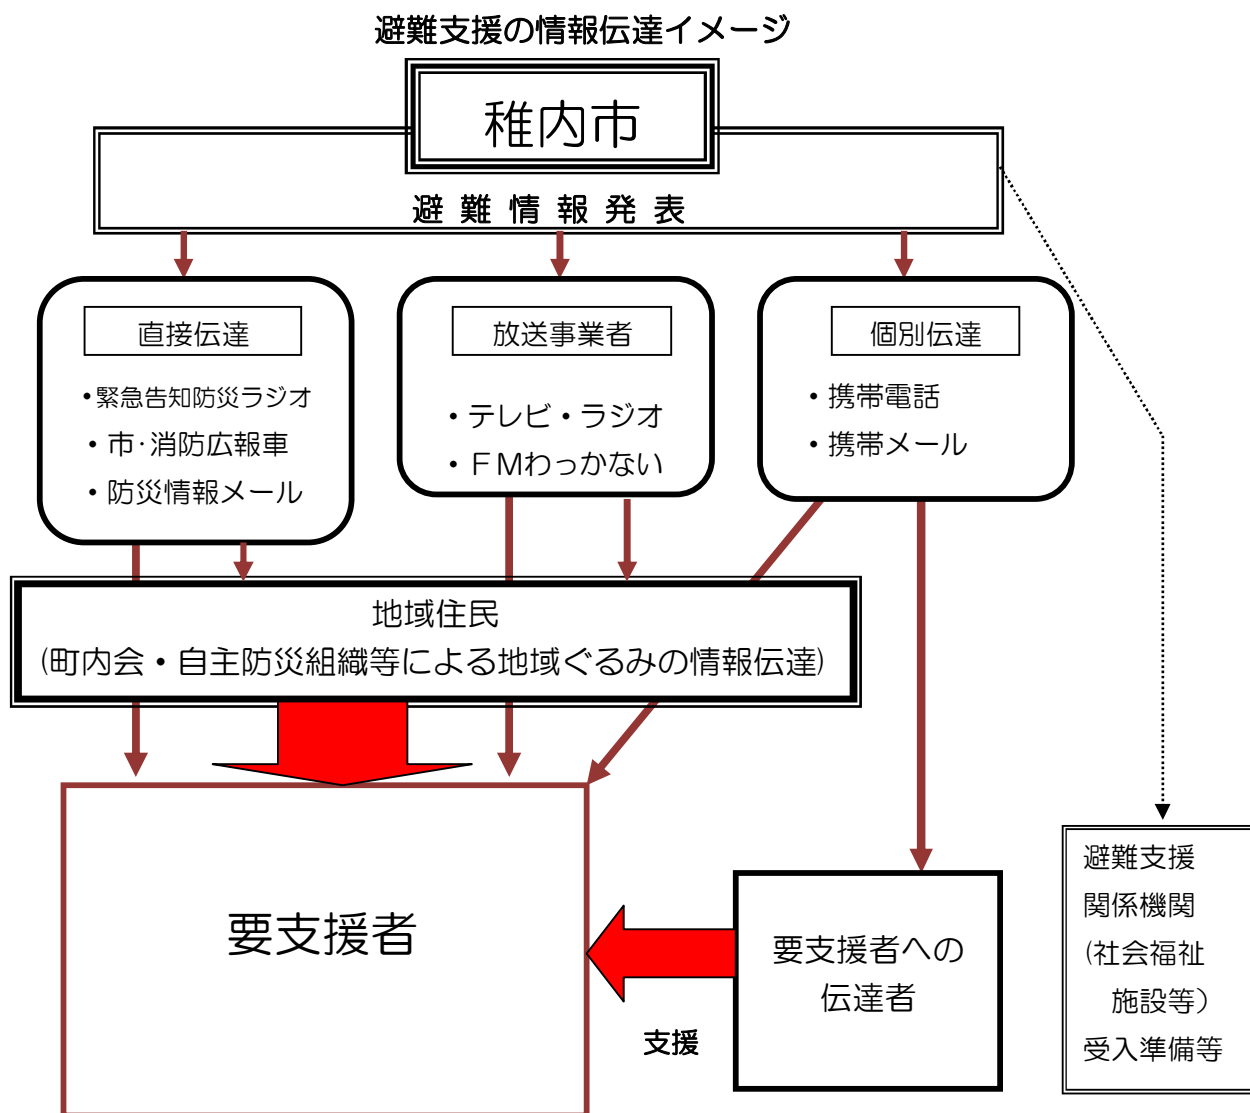 避難支援の情報伝達イメージ
稚内市
避難情報発表
直接伝達
・緊急告知防災ラジオ
・市・消防広報車
・防災情報メール
放送事業者
・テレビ・ラジオ
・ＦＭわっかない
個別伝達
・携帯電話
・携帯メール
地域住民
(町内会・自主防災組織等による地域ぐるみの情報伝達)
要支援者
支援
要支援者への
伝達者
避難支援
関係機関
(社会福祉
施設等）
受入準備等